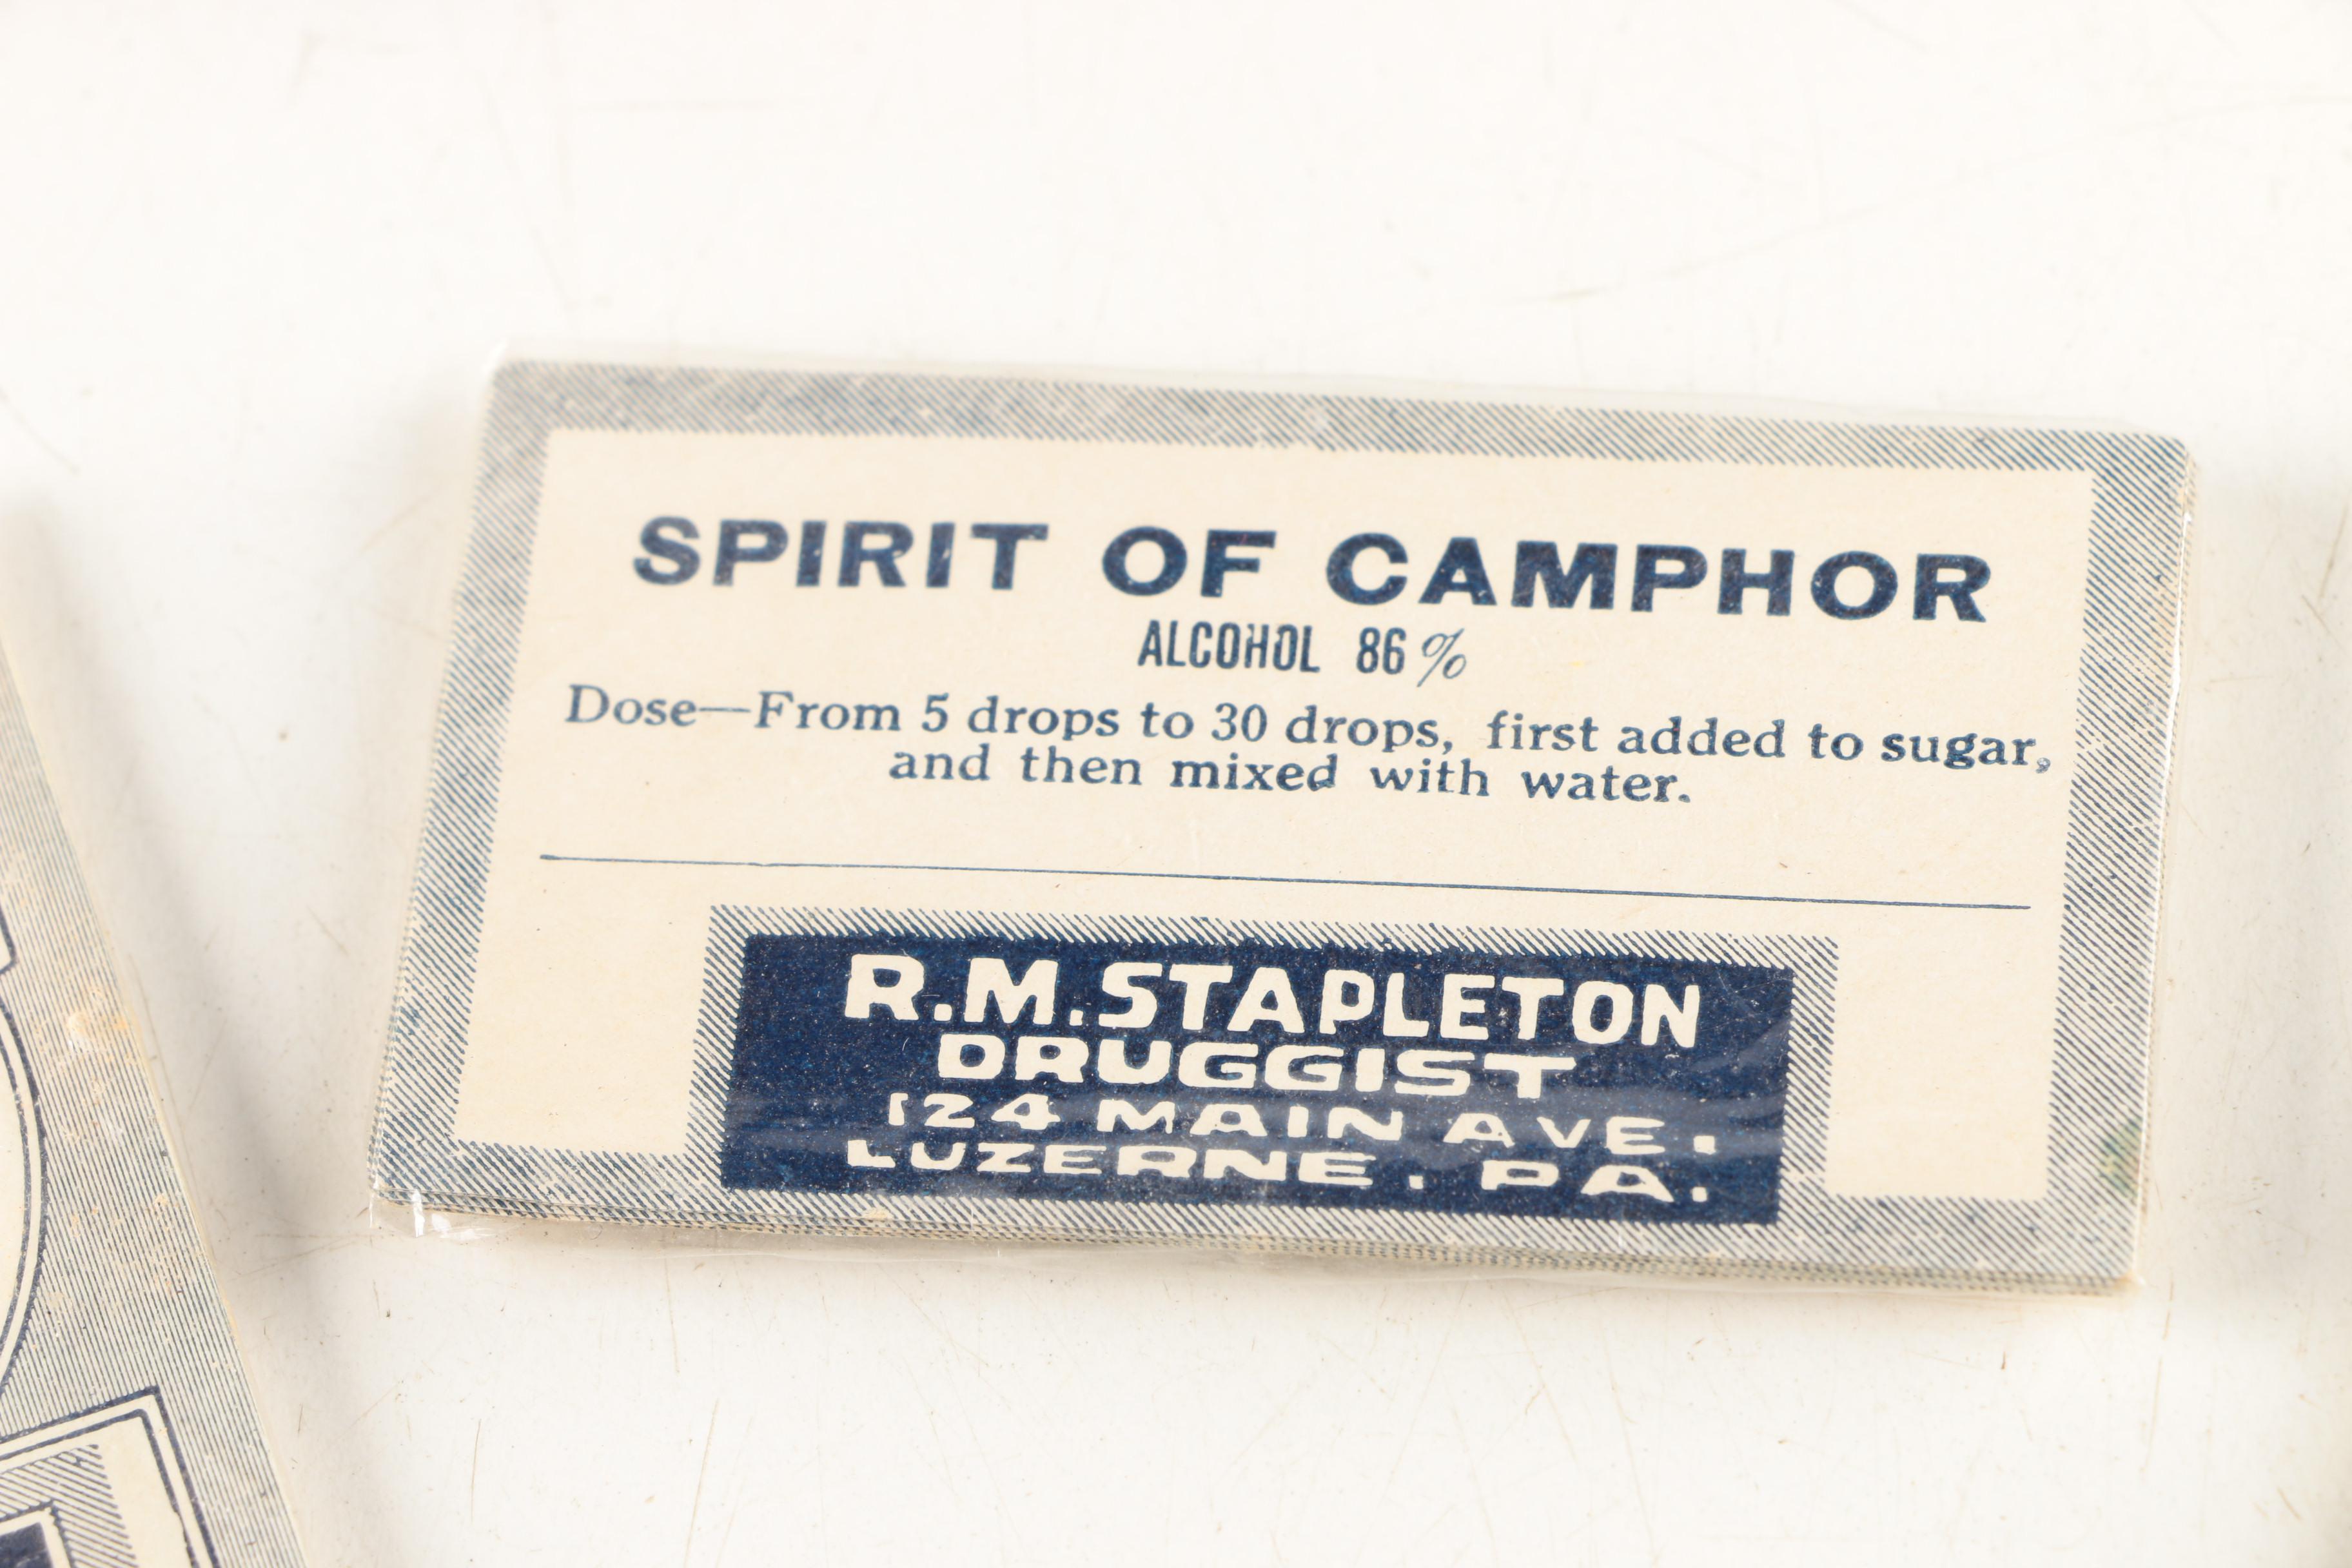 SPIRIT OF CAMPHOR
ALCOHOL 86%
Dose—From 5 drops to 30 drops, first added to sugar,
and then mixed with water.
R.M. STAPLETON
DRUGGIST
124 MAIN AVE.
LUZERNE, PA.